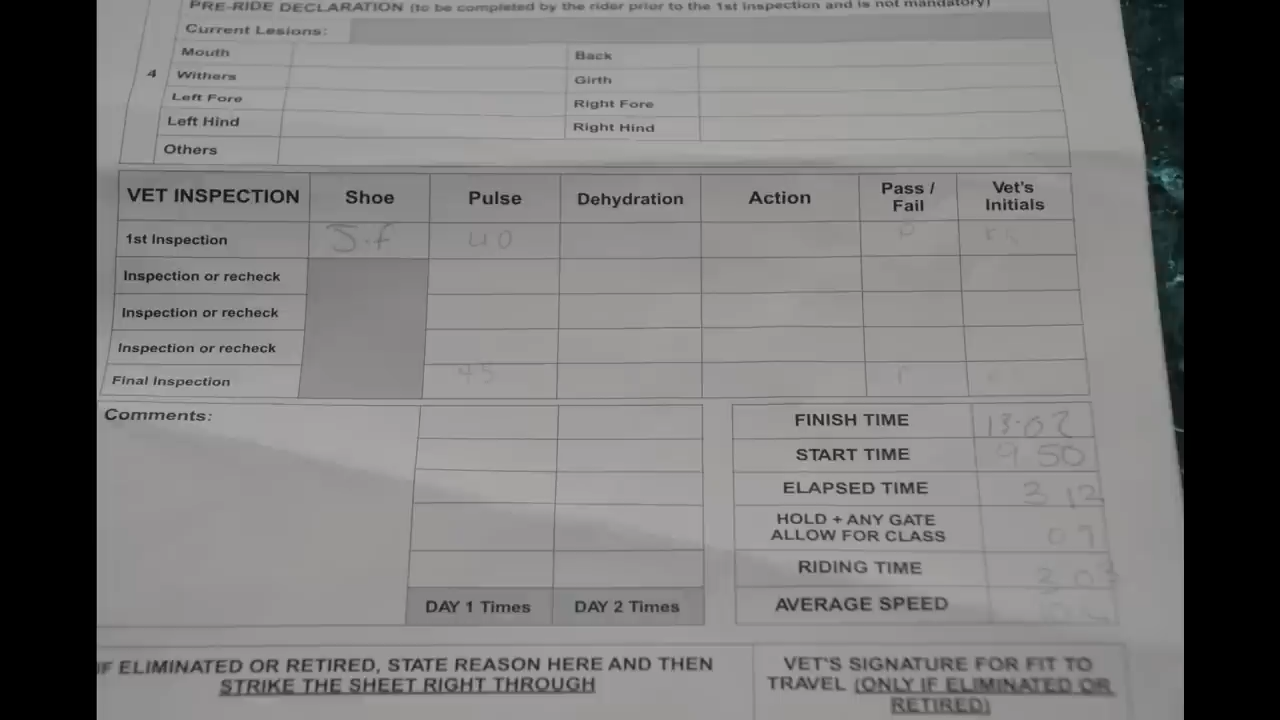 PRE-RIDE DECLARATION (to be completed by the rider prior to the 1st inspection and is not mandatory)
Current Lesions:
Mouth Back
4 Withers Girth
Left Fore Right Fore
Left Hind Right Hind
Others
VET INSPECTION Shoe Pulse Dehydration Action Pass / Fail Vet's Initials
1st Inspection S.f 40 P rs
Inspection or recheck
Inspection or recheck
Inspection or recheck
Final Inspection 45 P
Comments:
FINISH TIME 13.02
START TIME 9 50
ELAPSED TIME 3 12
HOLD + ANY GATE
ALLOW FOR CLASS 09
RIDING TIME 3 03
AVERAGE SPEED
DAY 1 Times DAY 2 Times
IF ELIMINATED OR RETIRED, STATE REASON HERE AND THEN
STRIKE THE SHEET RIGHT THROUGH
VET'S SIGNATURE FOR FIT TO
TRAVEL (ONLY IF ELIMINATED OR
RETIRED)